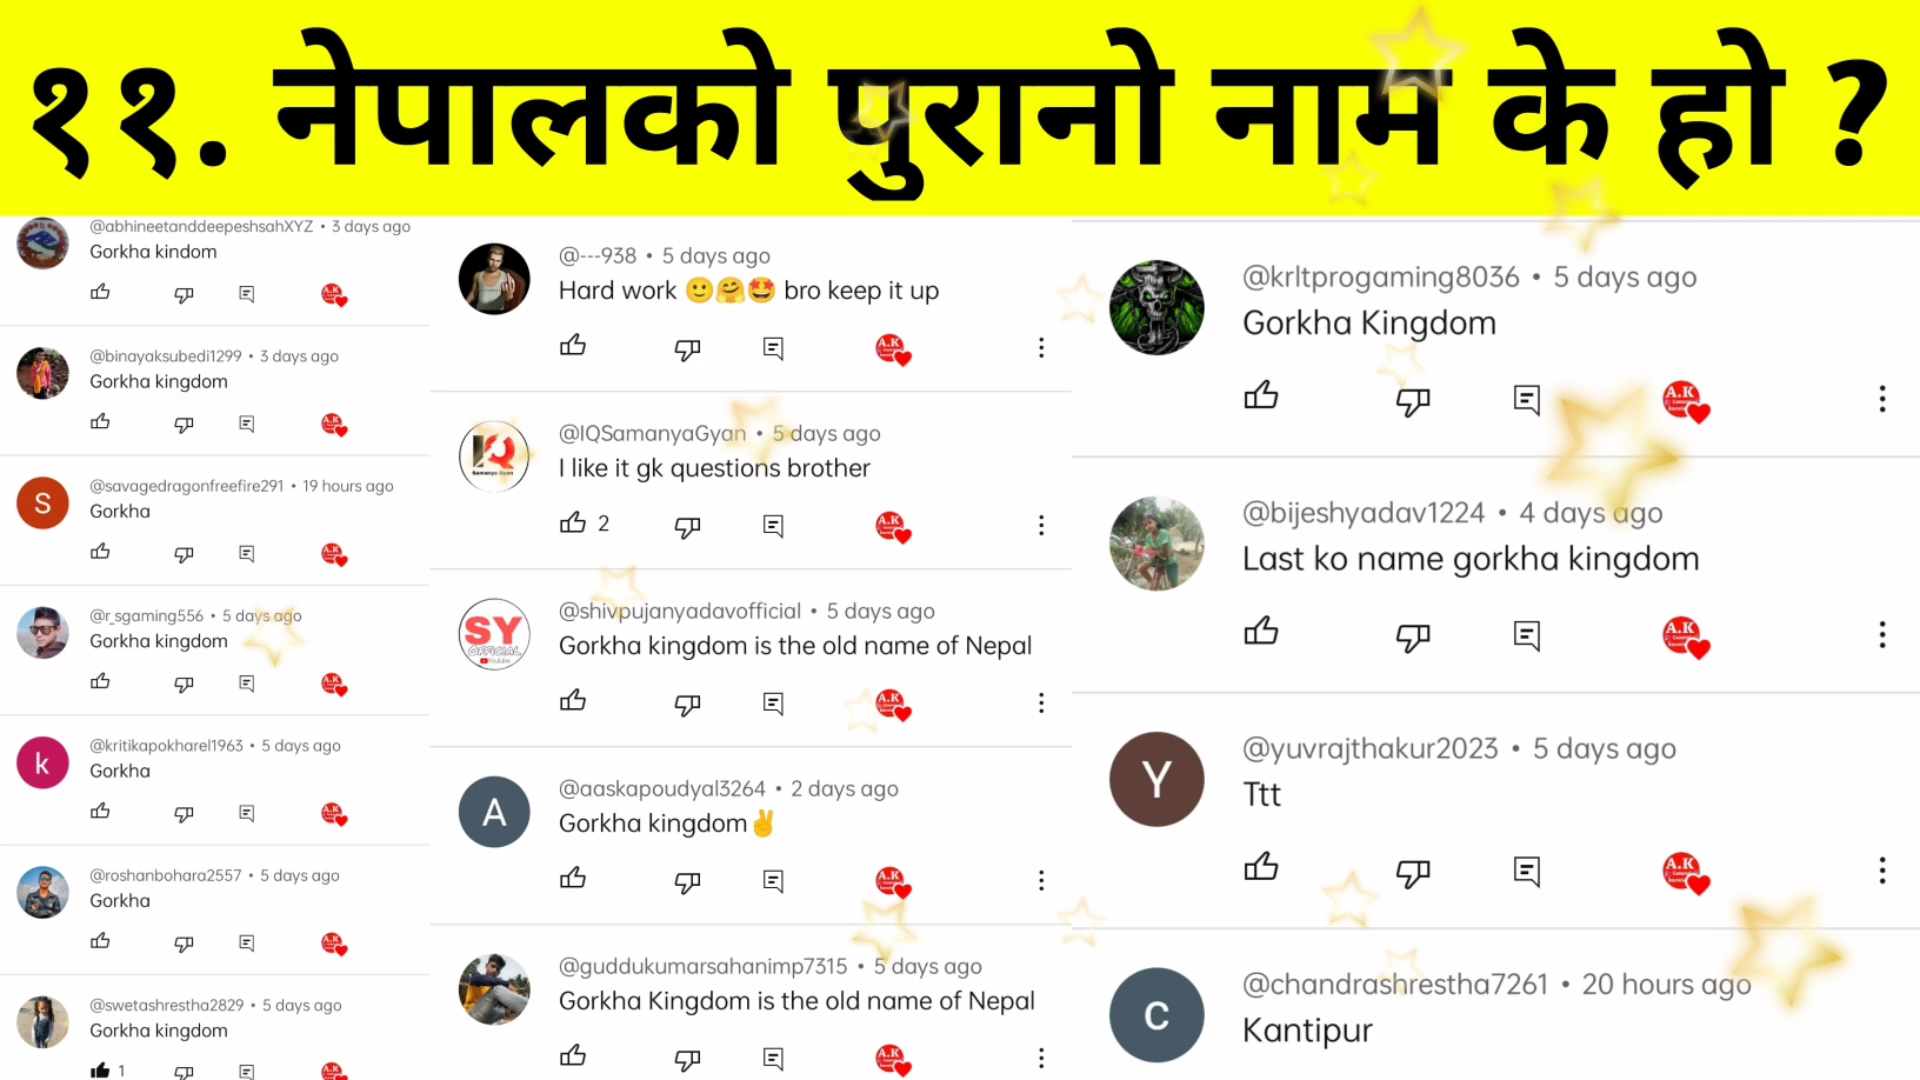 ११. नेपालको पुरानो नाम के हो ?
@abhineetanddeepeshsahXYZ • 3 days ago
Gorkha kindom
A.K
@binayaksubedi1299 • 3 days ago
Gorkha kingdom
A.K
S
@savagedragonfreefire291 • 19 hours ago
Gorkha
A.K
@r_sgaming556 • 5 days ago
Gorkha kingdom
A.K
k
@kritikapokharel1963 • 5 days ago
Gorkha
A.K
@roshanbohara2557 • 5 days ago
Gorkha
A.K
@swetashrestha2829 • 5 days ago
Gorkha kingdom
1
A.K
@---938 • 5 days ago
Hard work 🙂🤗🤩 bro keep it up
A.K
IQ
Samanya Gyan
@IQSamanyaGyan • 5 days ago
I like it gk questions brother
2
A.K
SY
OFFICIAL
Youtube
@shivpujanyadavofficial • 5 days ago
Gorkha kingdom is the old name of Nepal
A.K
A
@aaskapoudyal3264 • 2 days ago
Gorkha kingdom✌️
A.K
@guddukumarsahanimp7315 • 5 days ago
Gorkha Kingdom is the old name of Nepal
A.K
@krltprogaming8036 • 5 days ago
Gorkha Kingdom
A.K
@bijeshyadav1224 • 4 days ago
Last ko name gorkha kingdom
A.K
Y
@yuvrajthakur2023 • 5 days ago
Ttt
A.K
C
@chandrashrestha7261 • 20 hours ago
Kantipur